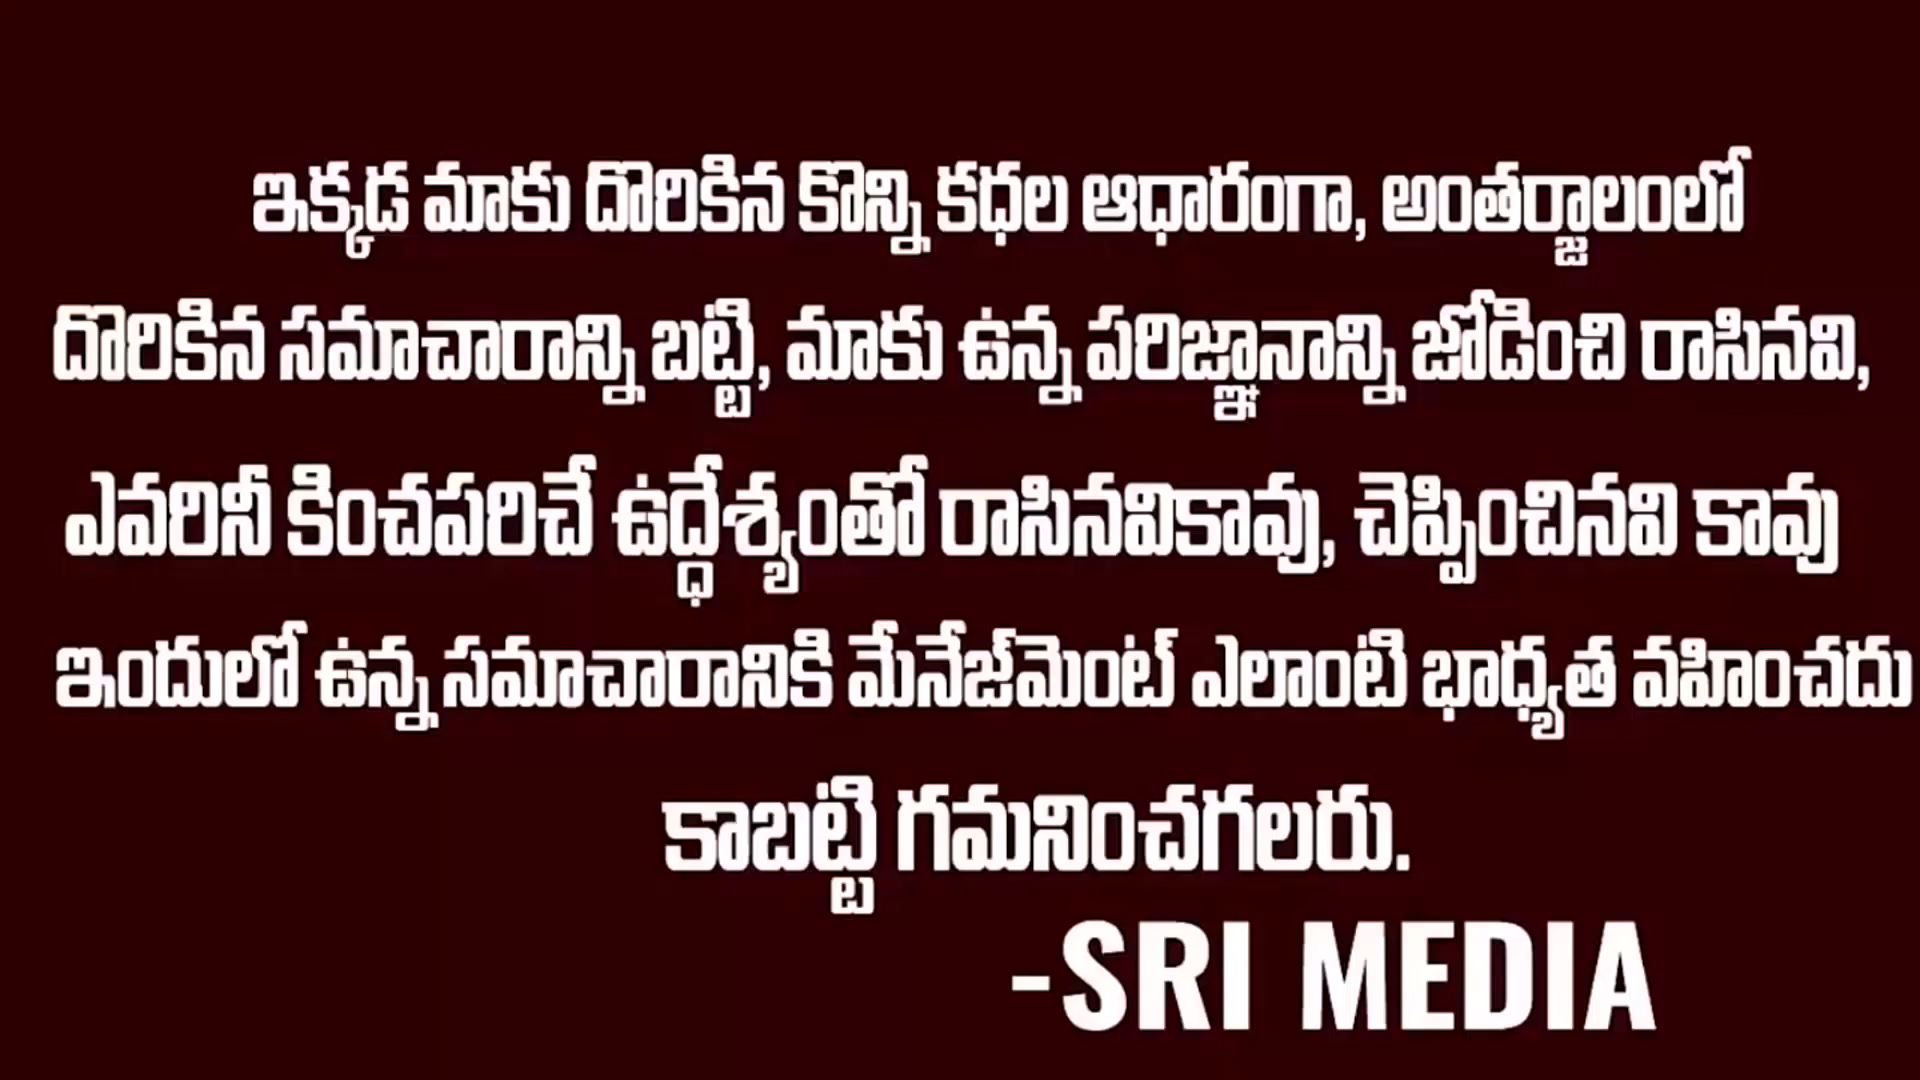 ఇక్కడ మాకు దొరికిన కొన్ని కధల ఆధారంగా, అంతర్జాలంలో
దొరికిన సమాచారాన్ని బట్టి, మాకు ఉన్న పరిజ్ఞానాన్ని జోడించి రాసినవి,
ఎవరినీ కించపరిచే ఉద్ధేశ్యంతో రాసినవికావు, చెప్పించినవి కావు
ఇందులో ఉన్న సమాచారానికి మేనేజ్‌మెంట్ ఎలాంటి భాధ్యత వహించదు
కాబట్టి గమనించగలరు.
-SRI MEDIA